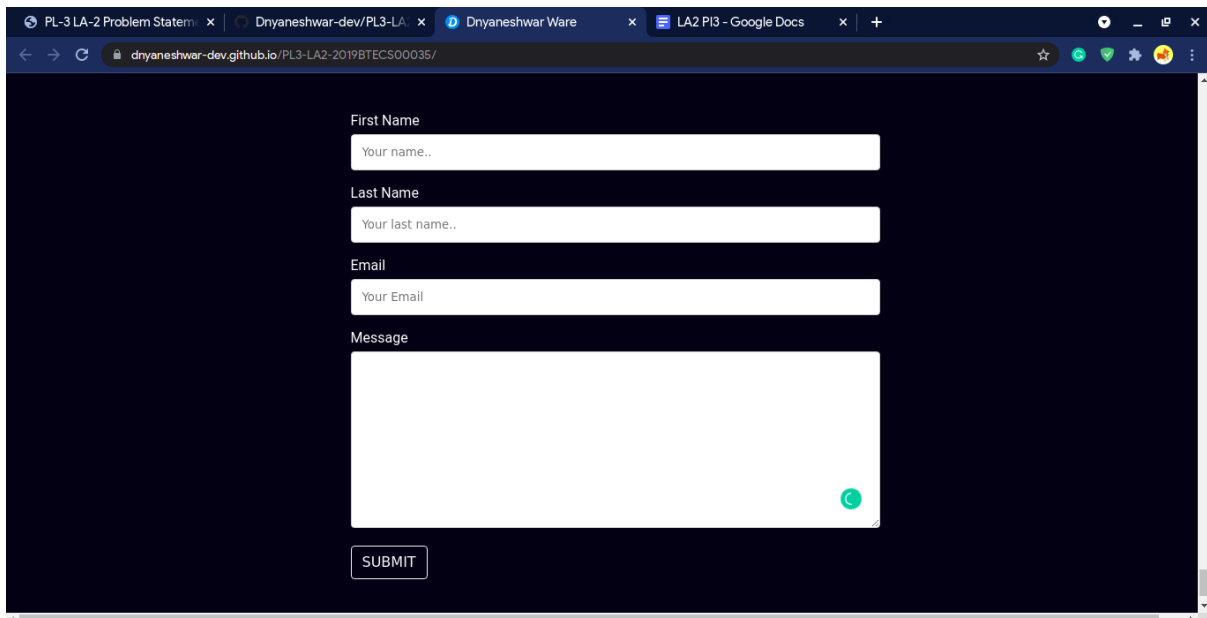 PL-3 LA-2 Problem Statem
Dnyaneshwar-dev/PL3-LA
Dnyaneshwar Ware
LA2 Pl3 - Google Docs
dnyaneshwar-dev.github.io/PL3-LA2-2019BTECS00035/
First Name
Your name..
Last Name
Your last name..
Email
Your Email
Message
SUBMIT